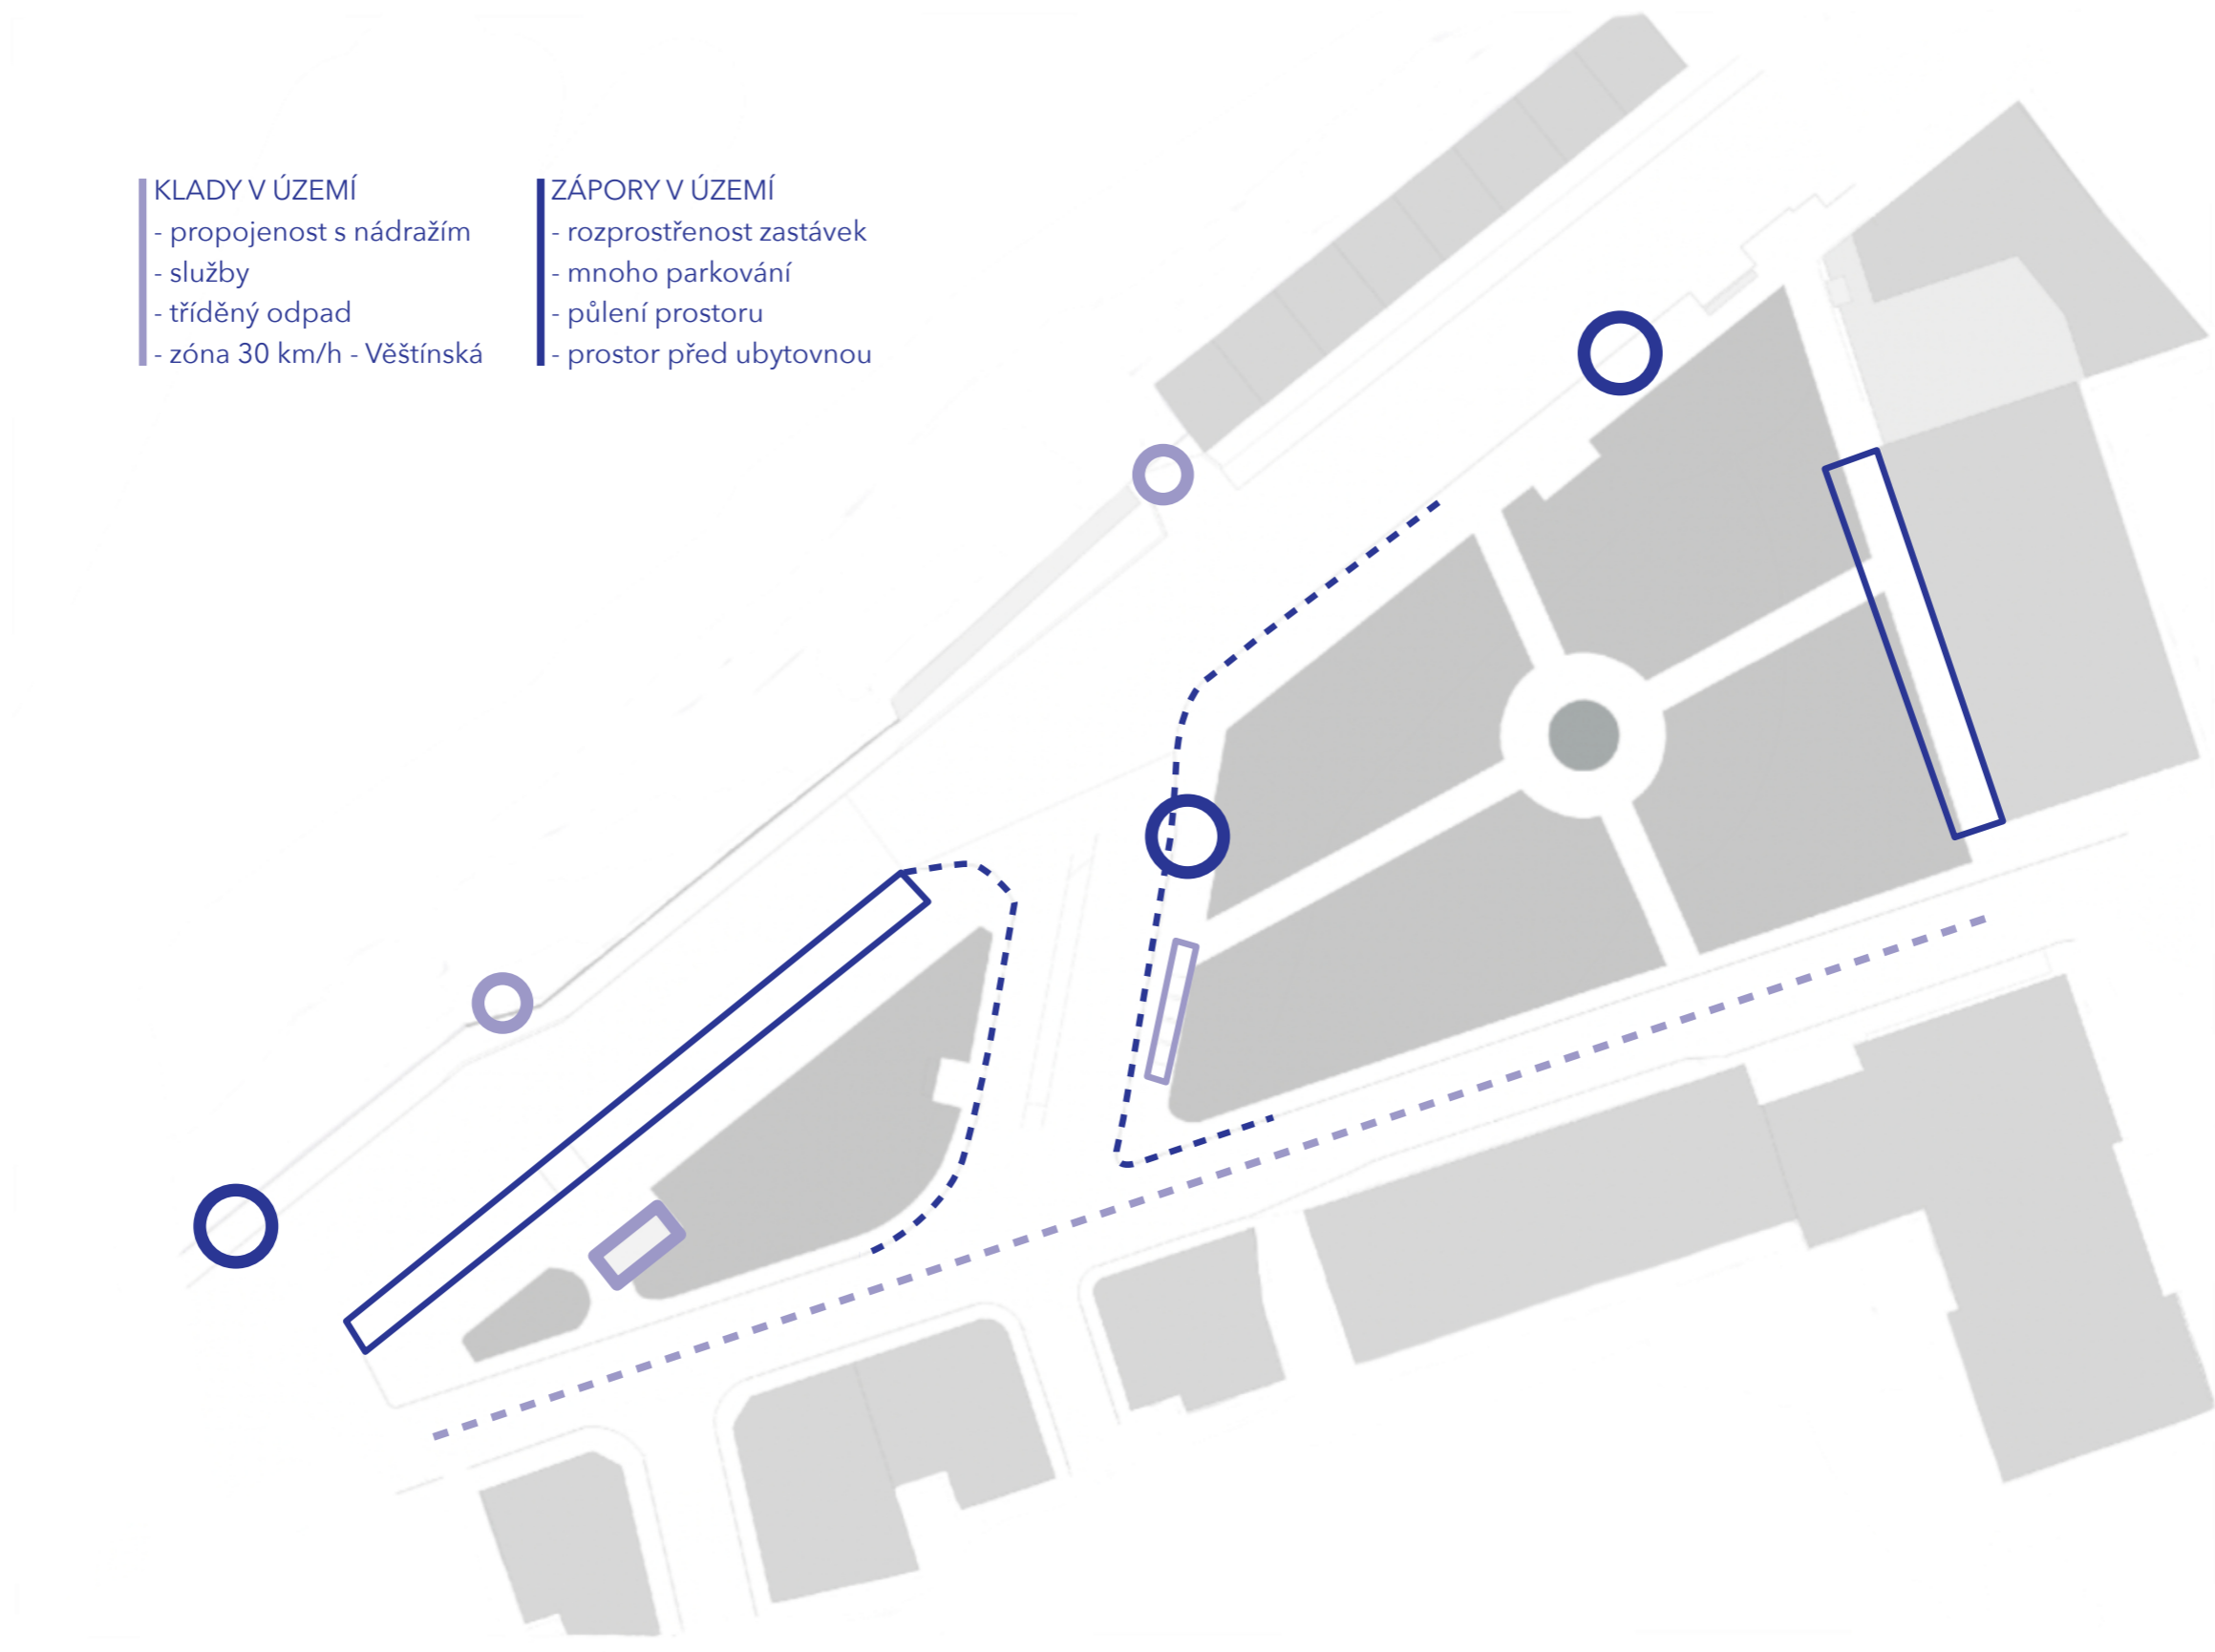 KLADY V ÚZEMÍ
- propojenost s nádražím
- služby
- tříděný odpad
- zóna 30 km/h - Věštínská
ZÁPORY V ÚZEMÍ
- rozprostřenost zastávek
- mnoho parkování
- půlení prostoru
- prostor před ubytovnou